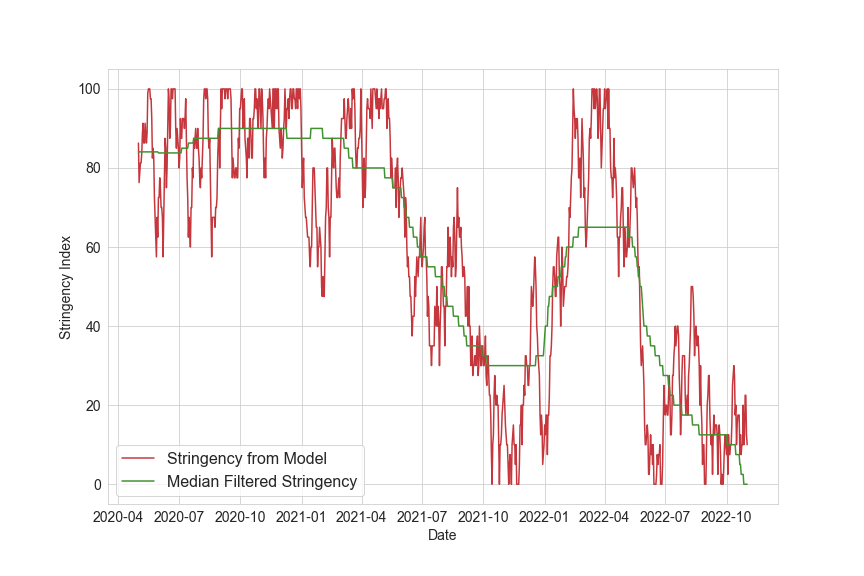 100
80
60
40
20
0
Stringency Index
Stringency from Model
Median Filtered Stringency
2020-04 2020-07 2020-10 2021-01 2021-04 2021-07 2021-10 2022-01 2022-04 2022-07 2022-10
Date